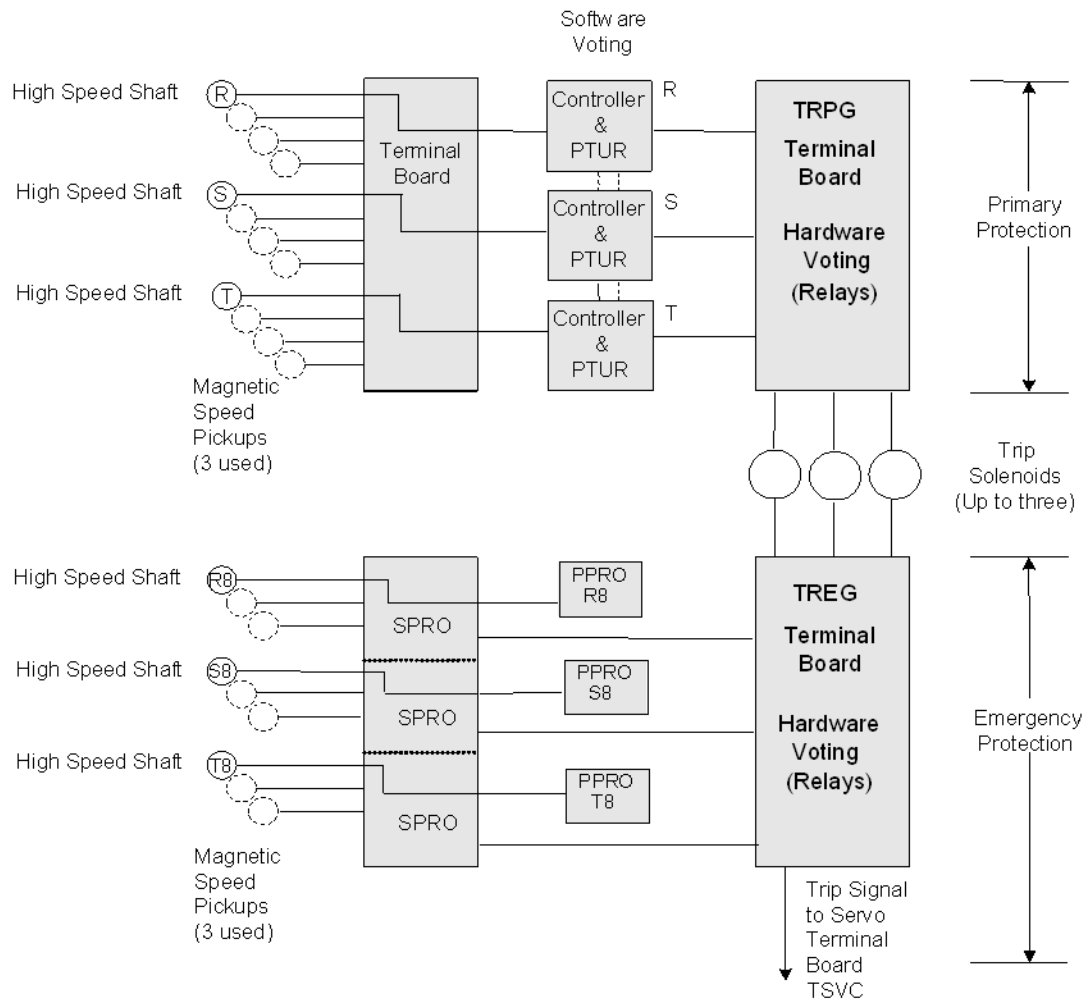 Software
Voting
High Speed Shaft
R
Controller
&
PTUR
R
TRPG
Terminal
Board
Terminal
Board
High Speed Shaft
S
Controller
&
PTUR
S
Hardware
Voting
(Relays)
Primary
Protection
High Speed Shaft
T
Controller
&
PTUR
T
Magnetic
Speed
Pickups
(3 used)
Trip
Solenoids
(Up to three)
High Speed Shaft
R8
SPRO
PPRO
R8
TREG
Terminal
Board
High Speed Shaft
S8
SPRO
PPRO
S8
Hardware
Voting
(Relays)
Emergency
Protection
High Speed Shaft
T8
SPRO
PPRO
T8
Magnetic
Speed
Pickups
(3 used)
Trip Signal
to Servo
Terminal
Board
TSVC